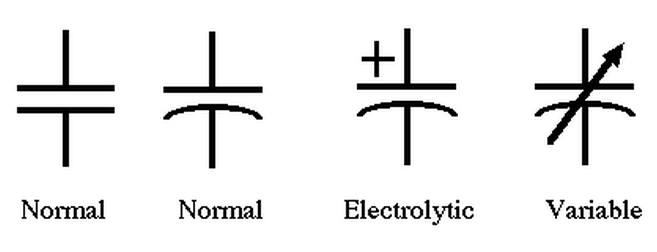 +
Normal
Normal
Electrolytic
Variable